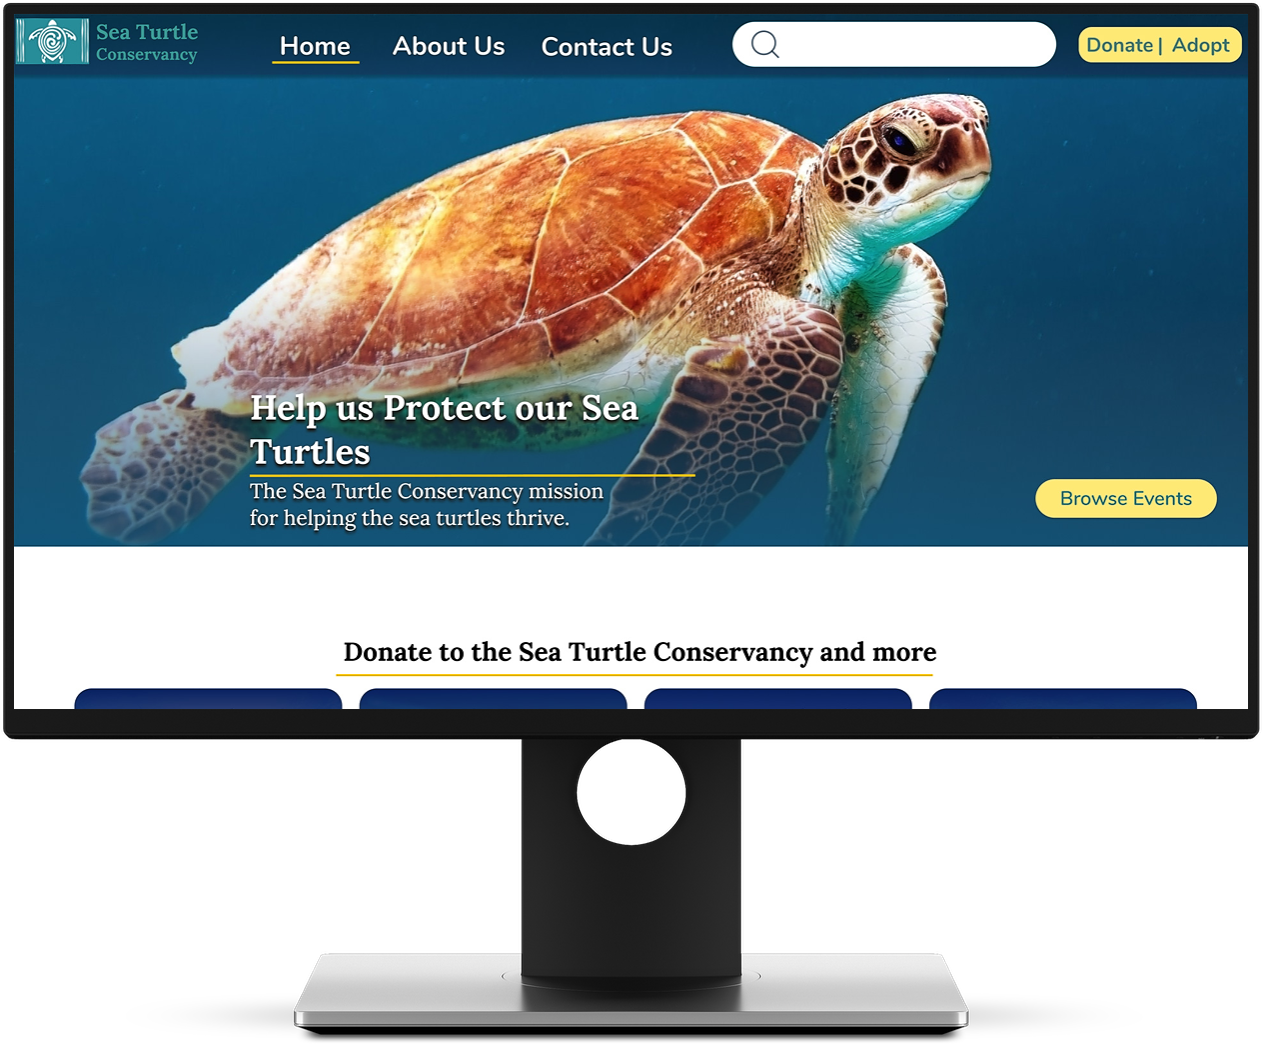 Sea Turtle
Conservancy
Home
About Us
Contact Us
Donate | Adopt
Help us Protect our Sea
Turtles
The Sea Turtle Conservancy mission
for helping the sea turtles thrive.
Browse Events
Donate to the Sea Turtle Conservancy and more